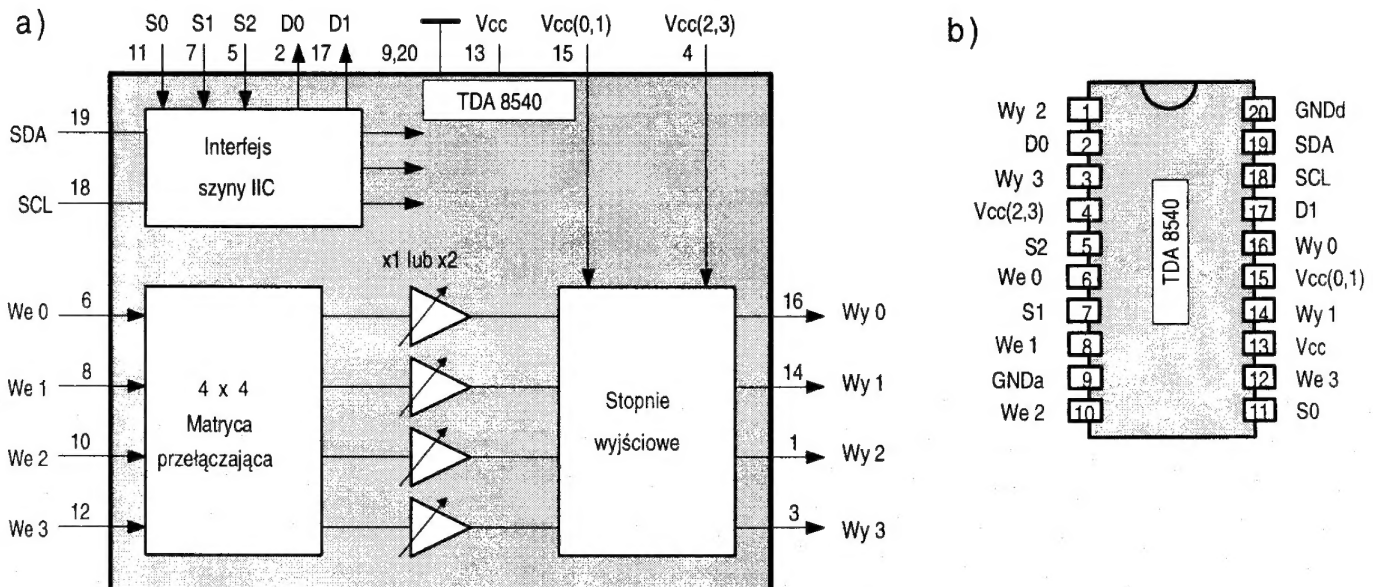 a)
S0 S1 S2 D0 D1 Vcc Vcc(0,1) Vcc(2,3)
11 7 5 2 17 9,20 13 15 4
TDA 8540
SDA 19
SCL 18
Interfejs
szyny IIC
x1 lub x2
We 0 6
We 1 8
We 2 10
We 3 12
4 x 4
Matryca
przełączająca
Stopnie
wyjściowe
16 Wy 0
14 Wy 1
1 Wy 2
3 Wy 3
b)
Wy 2 1 20 GNDd
D0 2 19 SDA
Wy 3 3 18 SCL
Vcc(2,3) 4 17 D1
S2 5 16 Wy 0
We 0 6 15 Vcc(0,1)
S1 7 14 Wy 1
We 1 8 13 Vcc
GNDa 9 12 We 3
We 2 10 11 S0
TDA 8540